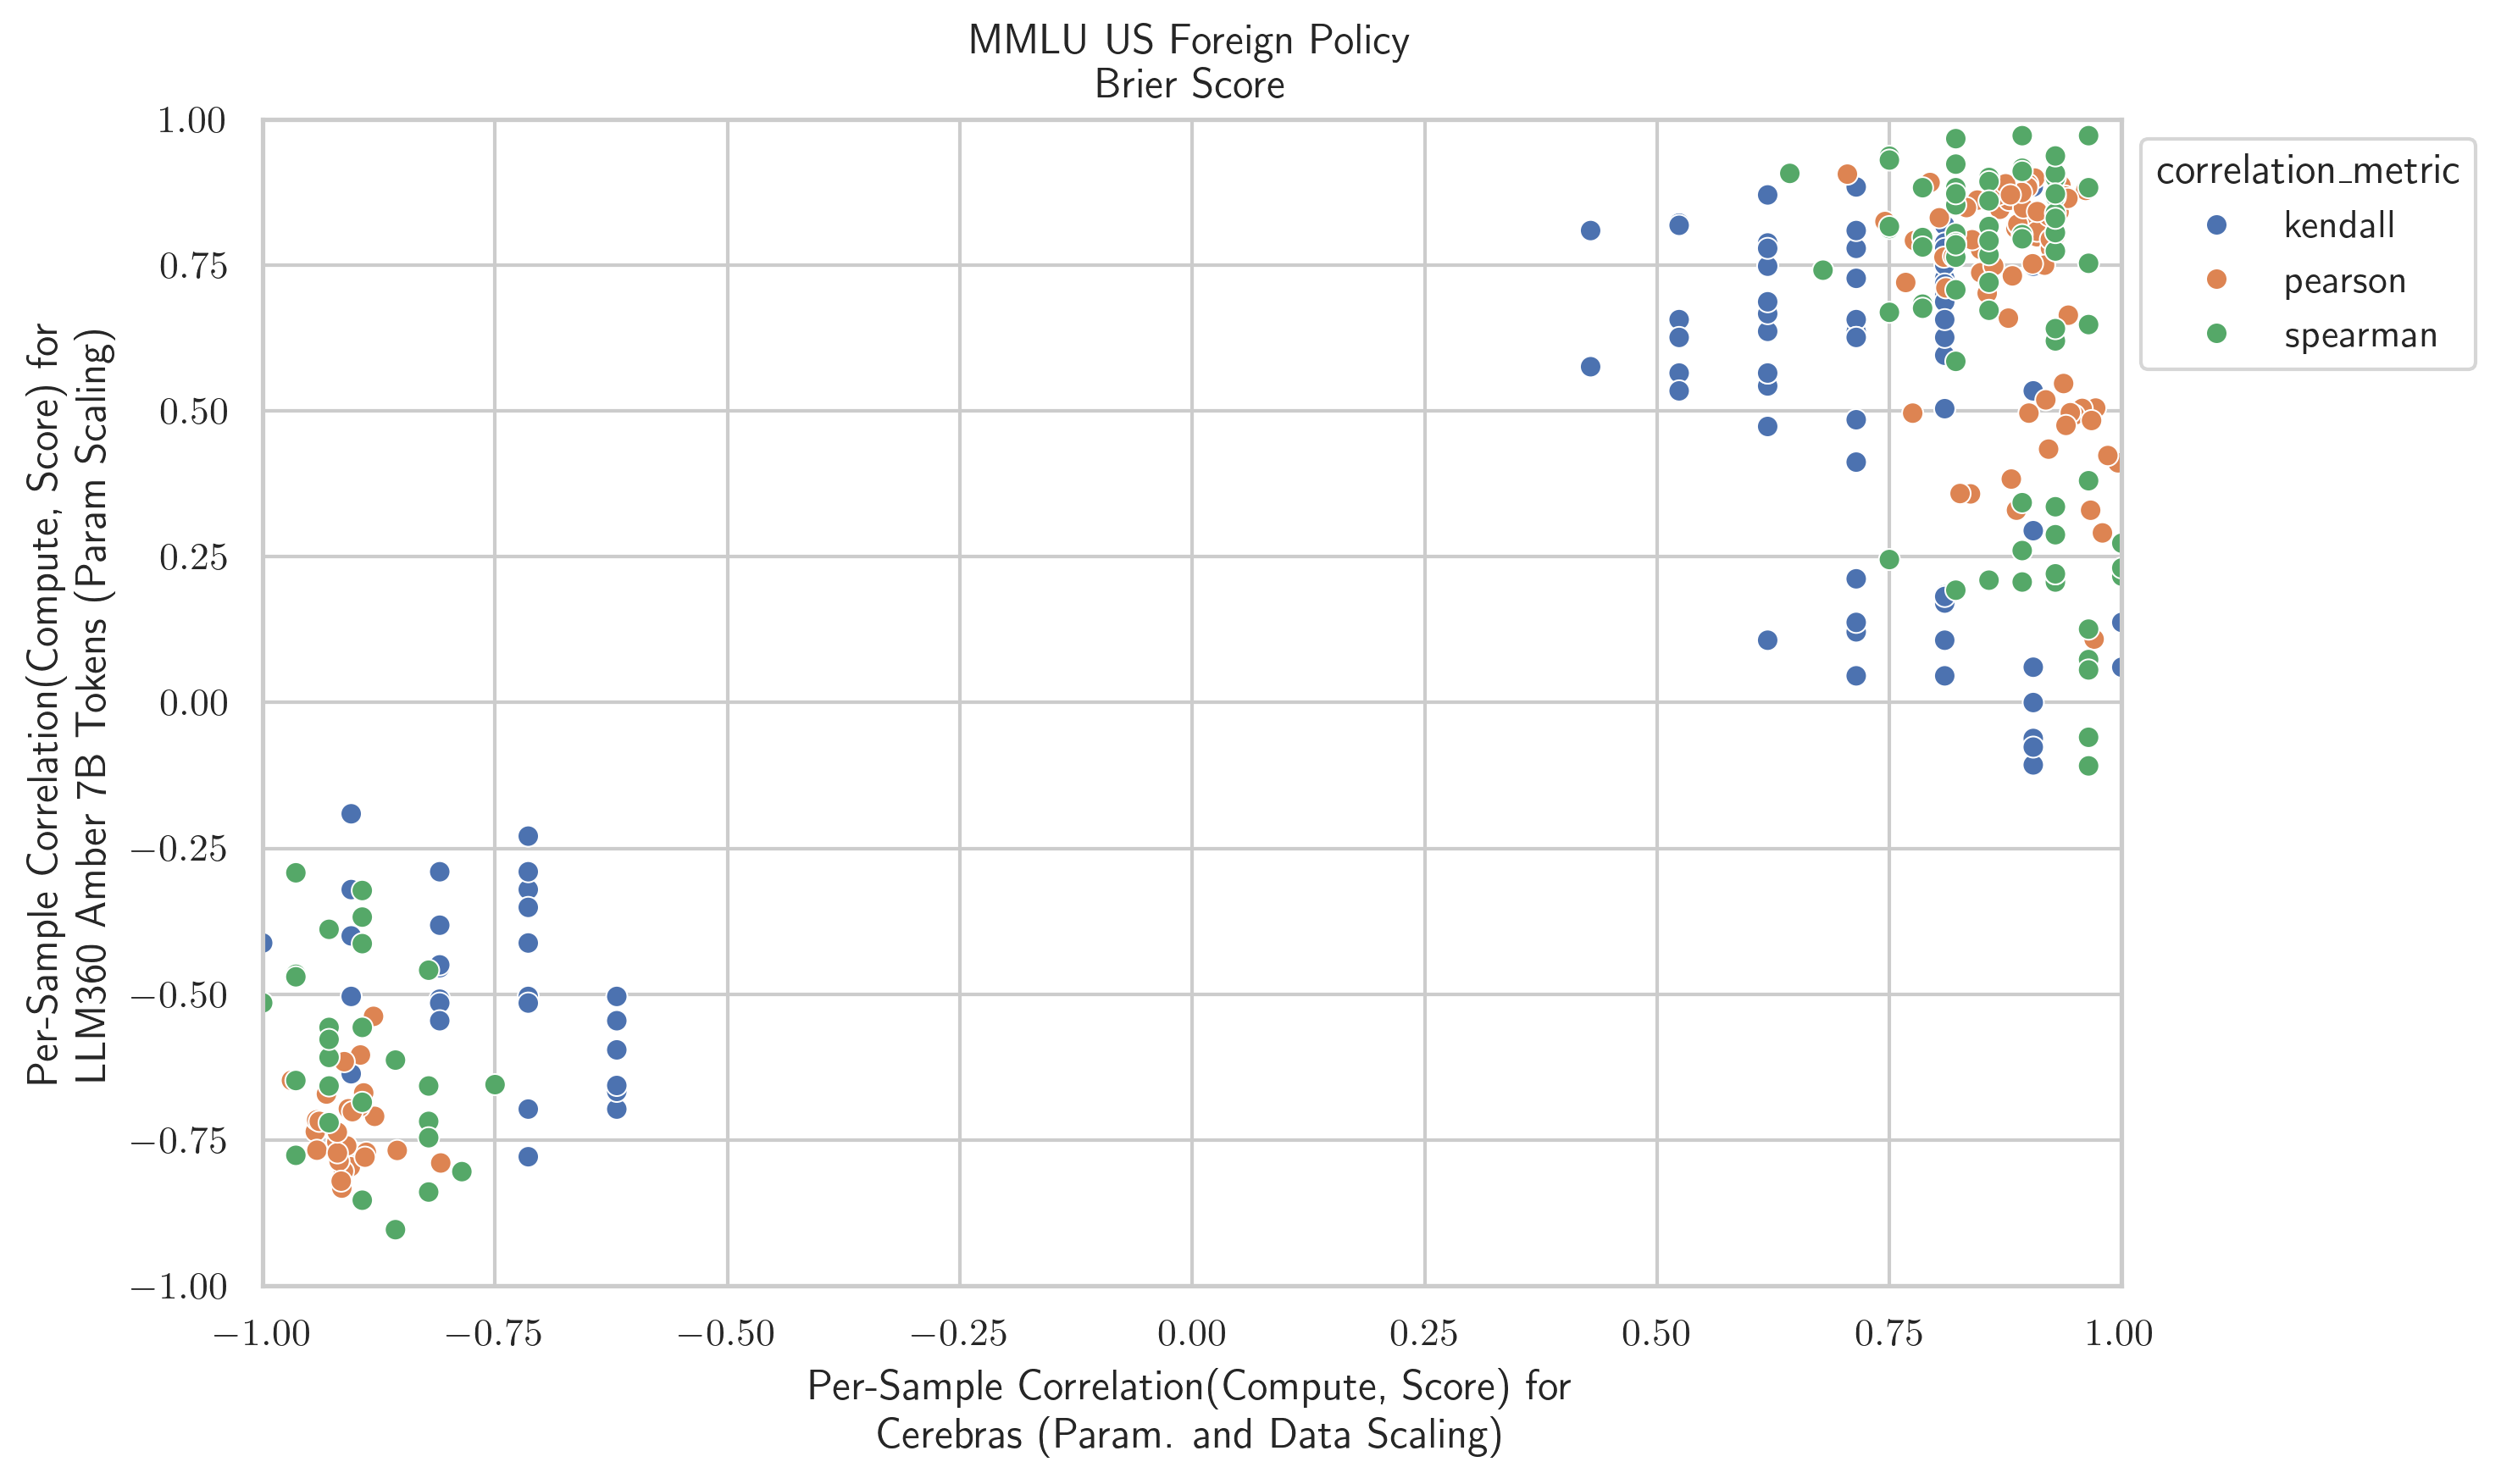 MMLU US Foreign Policy
Brier Score
Per-Sample Correlation(Compute, Score) for
LLM360 Amber 7B Tokens (Param Scaling)
1.00
0.75
0.50
0.25
0.00
−0.25
−0.50
−0.75
−1.00
−1.00 −0.75 −0.50 −0.25 0.00 0.25 0.50 0.75 1.00
Per-Sample Correlation(Compute, Score) for
Cerebras (Param. and Data Scaling)
correlation_metric
kendall
pearson
spearman